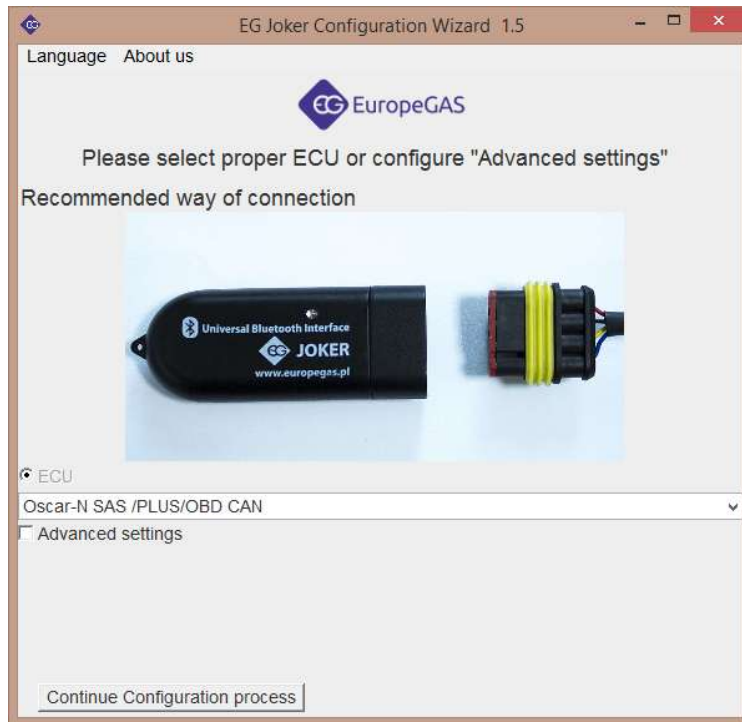 EG Joker Configuration Wizard 1.5
Language About us
EG EuropeGAS
Please select proper ECU or configure "Advanced settings"
Recommended way of connection
Universal Bluetooth Interface
EG JOKER
www.europegas.pl
ECU
Oscar-N SAS /PLUS/OBD CAN
Advanced settings
Continue Configuration process